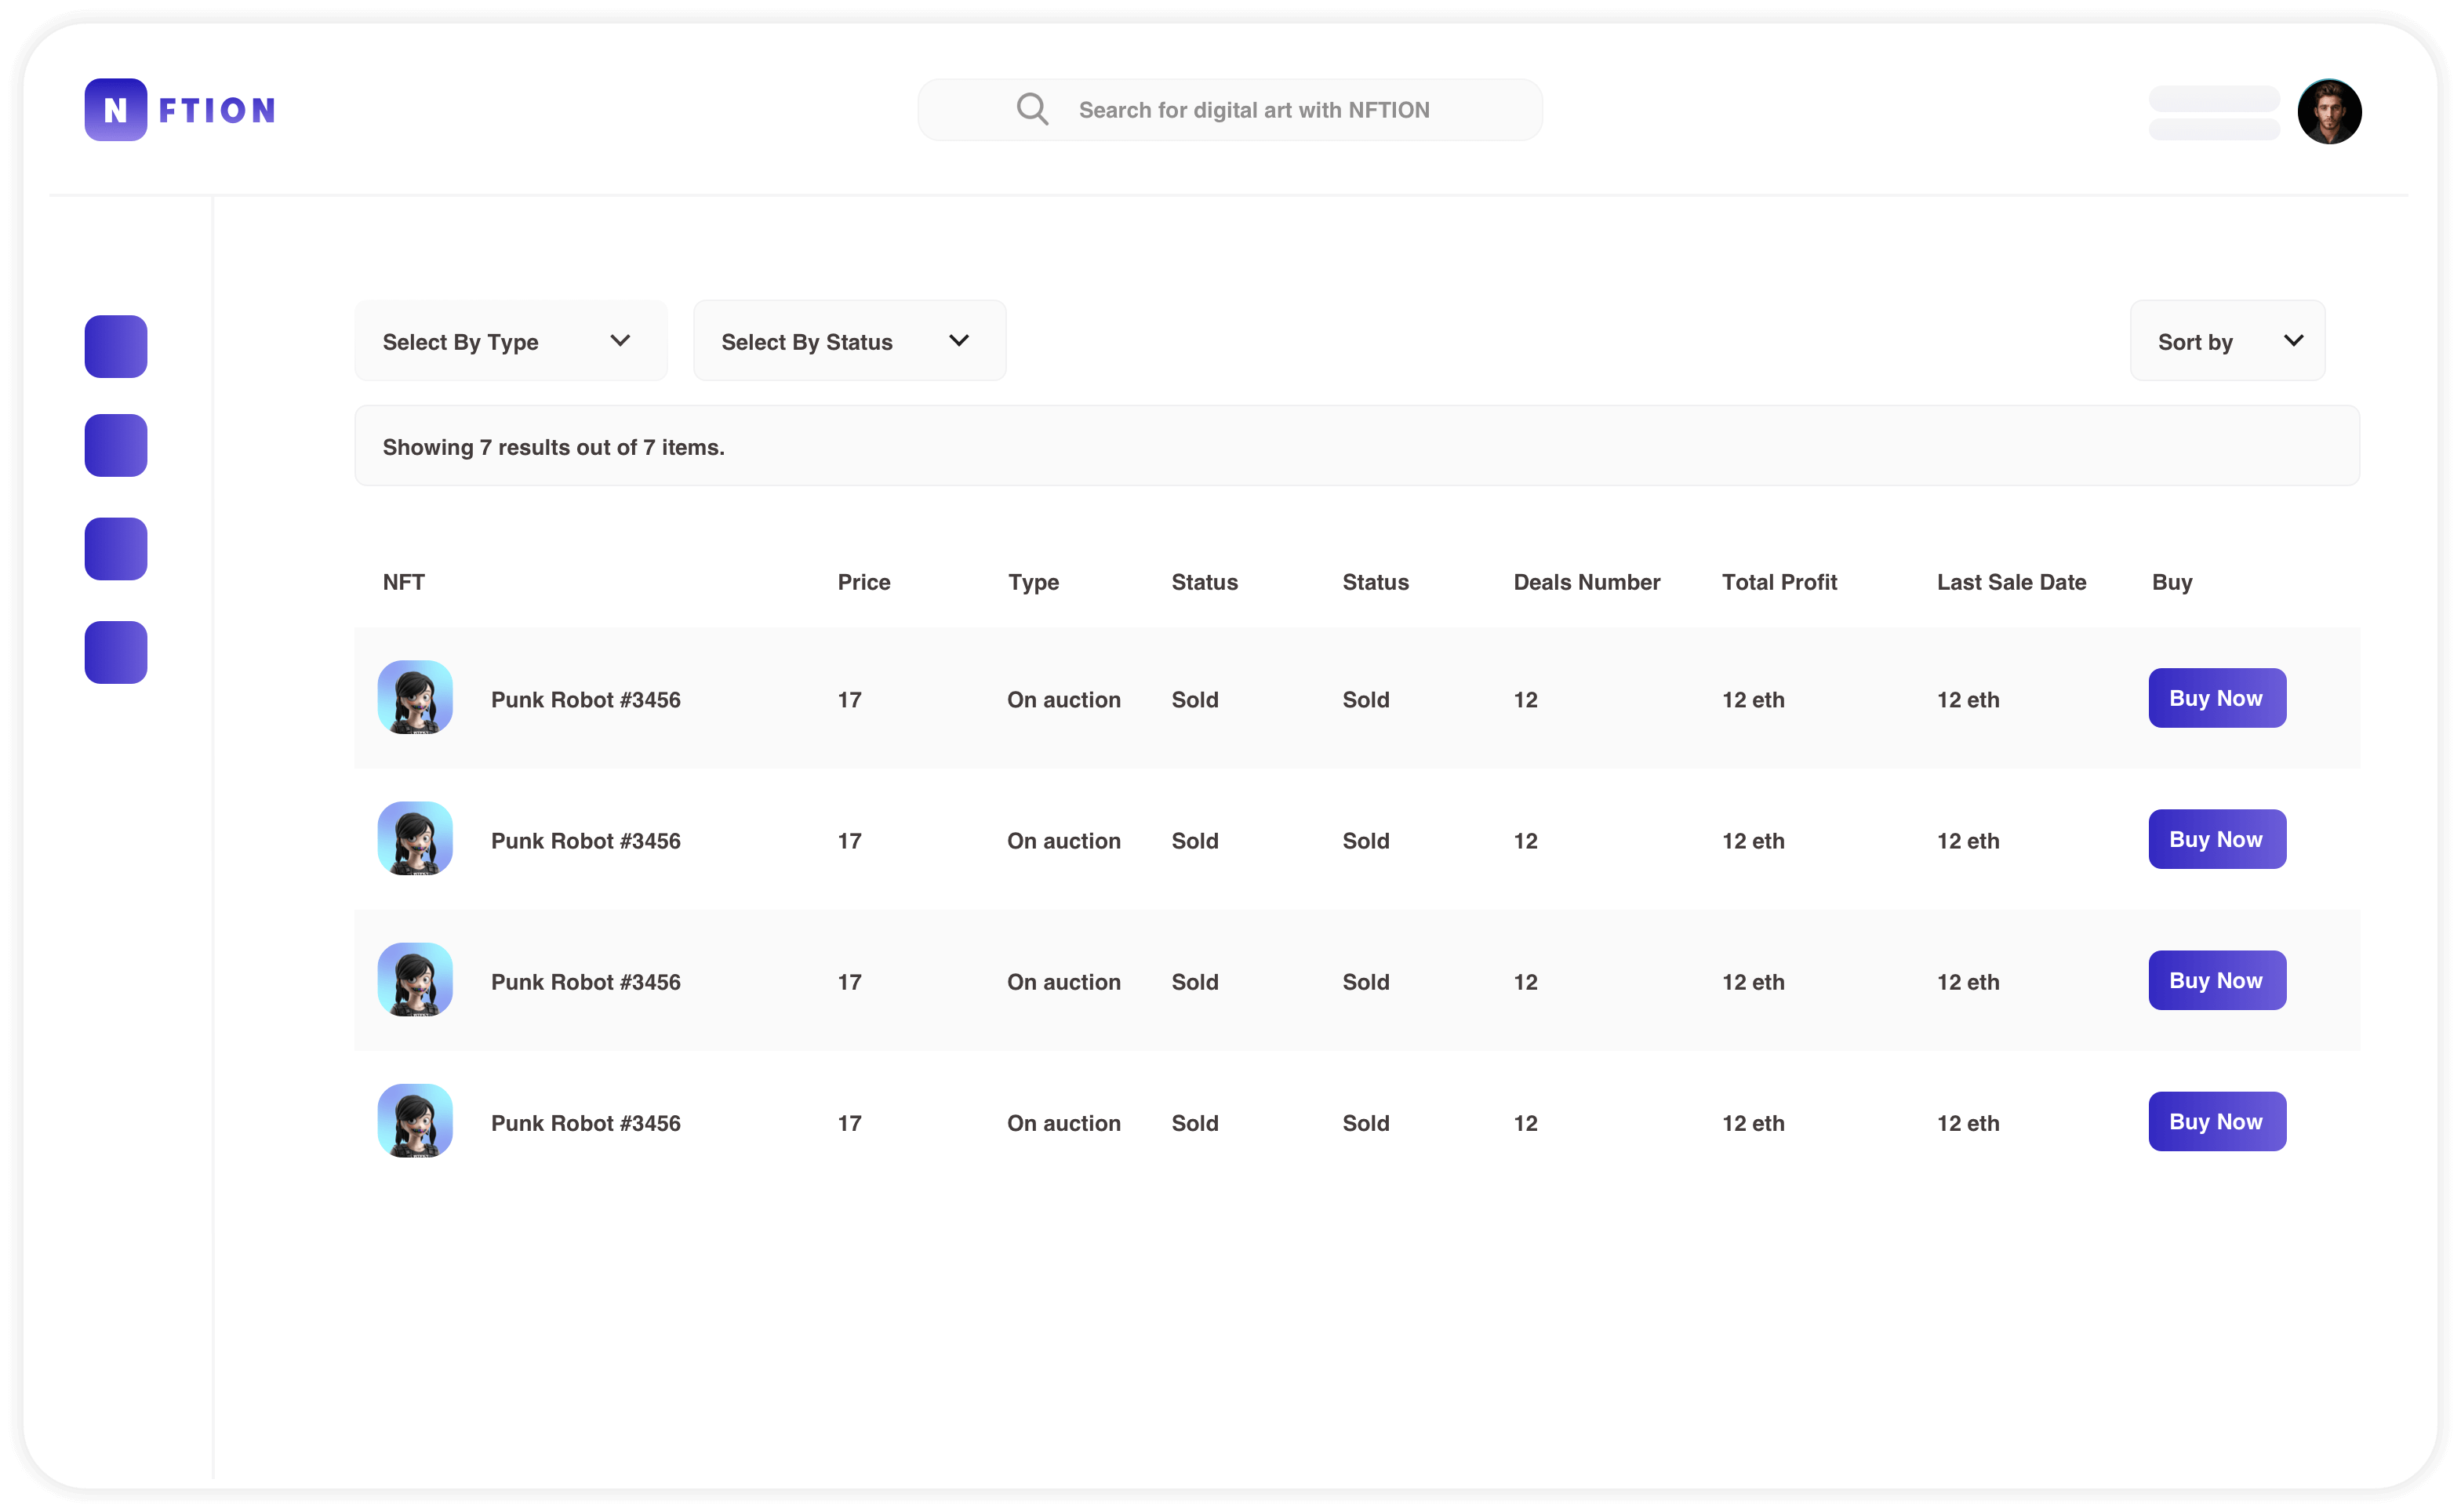 N FTION
Search for digital art with NFTION
Select By Type
Select By Status
Sort by
Showing 7 results out of 7 items.
NFT Price Type Status Status Deals Number Total Profit Last Sale Date Buy
Punk Robot #3456 17 On auction Sold Sold 12 12 eth 12 eth Buy Now
Punk Robot #3456 17 On auction Sold Sold 12 12 eth 12 eth Buy Now
Punk Robot #3456 17 On auction Sold Sold 12 12 eth 12 eth Buy Now
Punk Robot #3456 17 On auction Sold Sold 12 12 eth 12 eth Buy Now